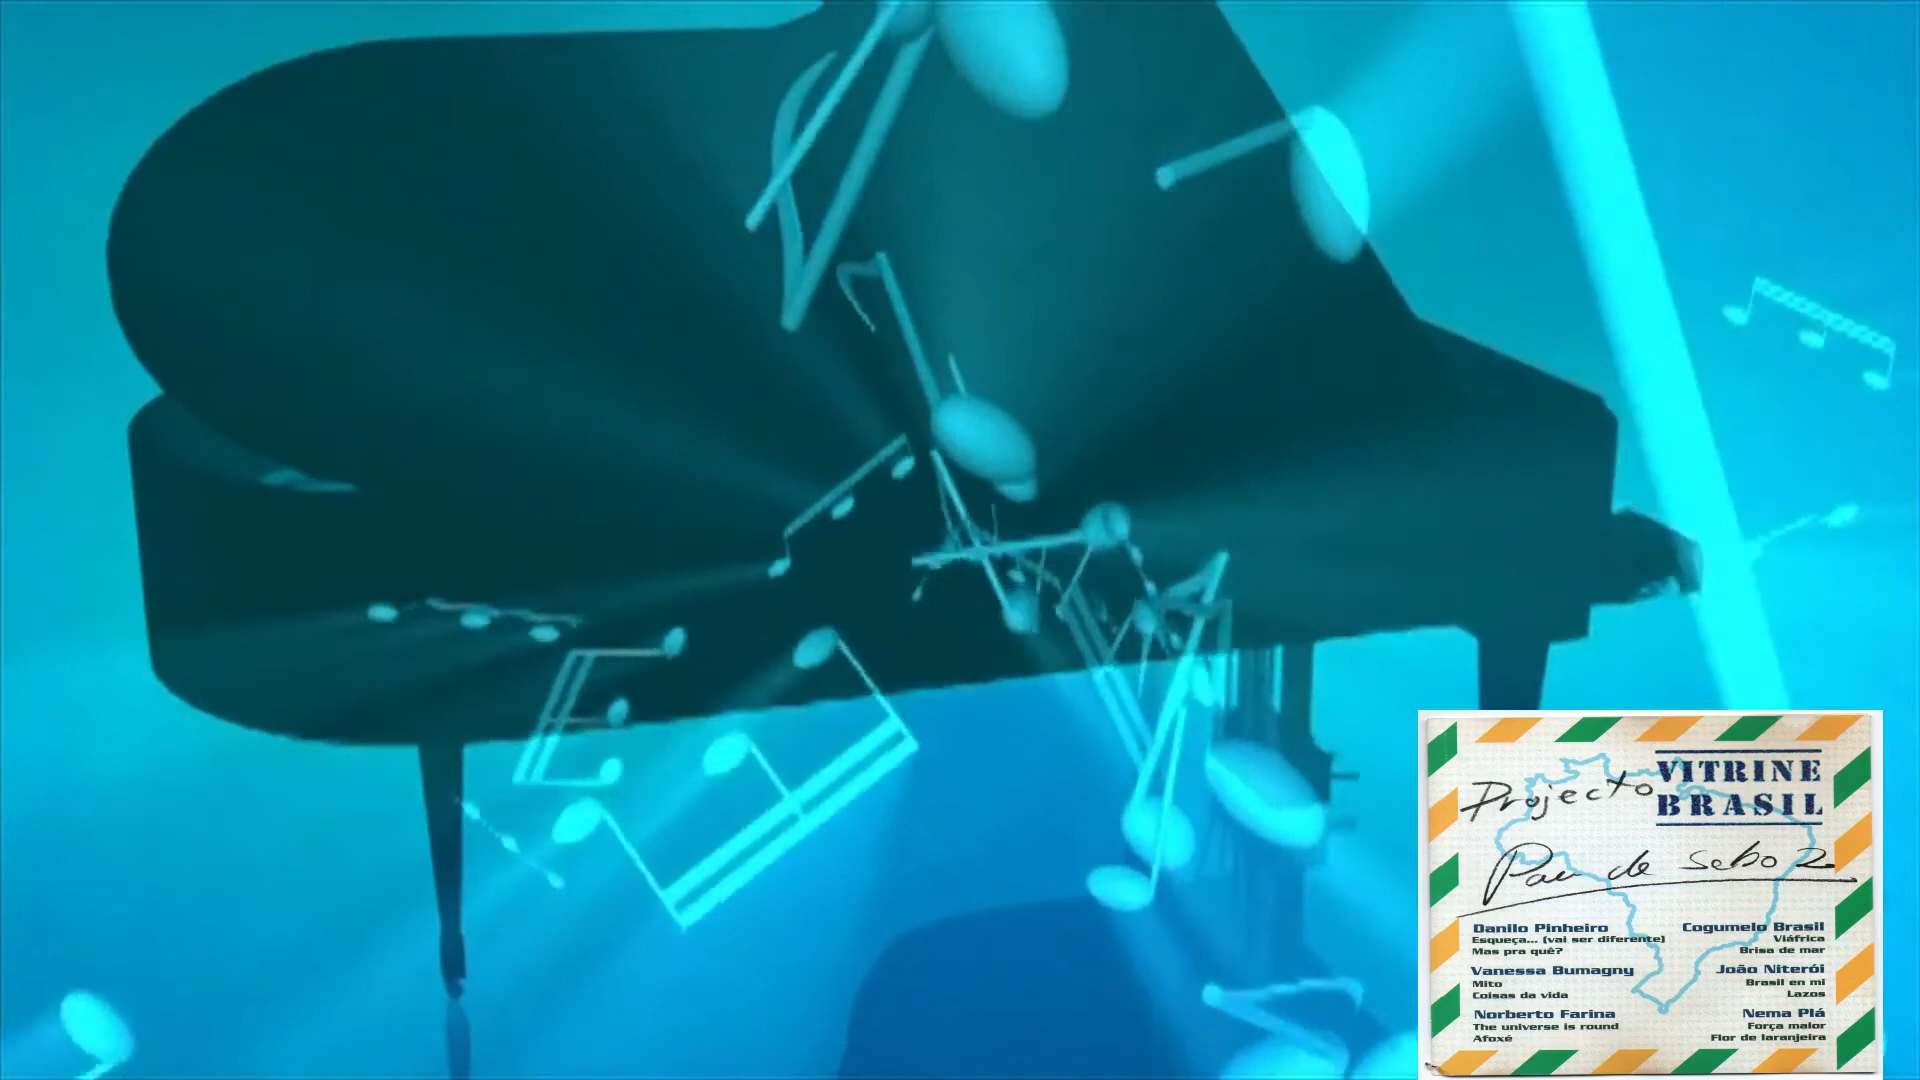 Projecto
VITRINE
BRASIL
Pau de Sebo 2
Danilo Pinheiro
Esqueça... (vai ser diferente)
Mas pra quê?
Vanessa Bumagny
Mito
Coisas da vida
Norberto Farina
The universe is round
Afoxé
Cogumelo Brasil
Viáfrica
Brisa de mar
João Niterói
Brasil en mi
Lazos
Nema Plá
Força maior
Flor de laranjeira